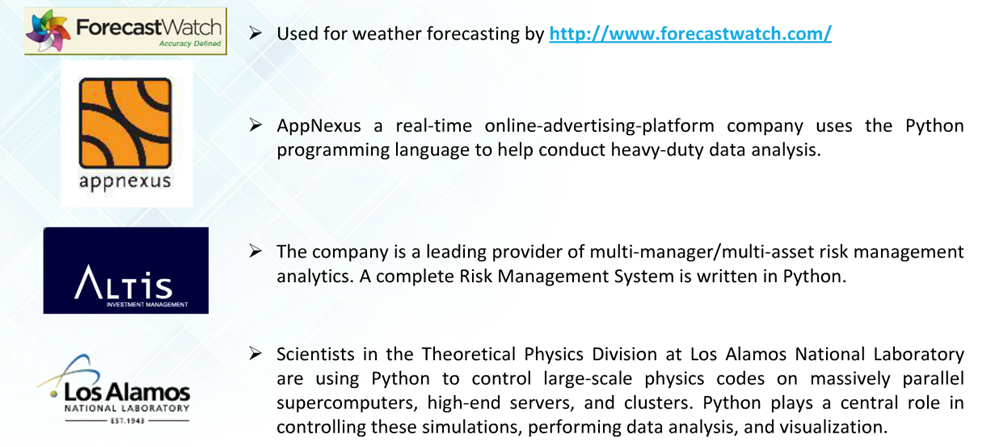 ForecastWatch
Accuracy Defined
➢ Used for weather forecasting by http://www.forecastwatch.com/
appnexus
➢ AppNexus a real-time online-advertising-platform company uses the Python
programming language to help conduct heavy-duty data analysis.
ALTiS
INVESTMENT MANAGEMENT
➢ The company is a leading provider of multi-manager/multi-asset risk management
analytics. A complete Risk Management System is written in Python.
Los Alamos
NATIONAL LABORATORY
EST.1943
➢ Scientists in the Theoretical Physics Division at Los Alamos National Laboratory
are using Python to control large-scale physics codes on massively parallel
supercomputers, high-end servers, and clusters. Python plays a central role in
controlling these simulations, performing data analysis, and visualization.